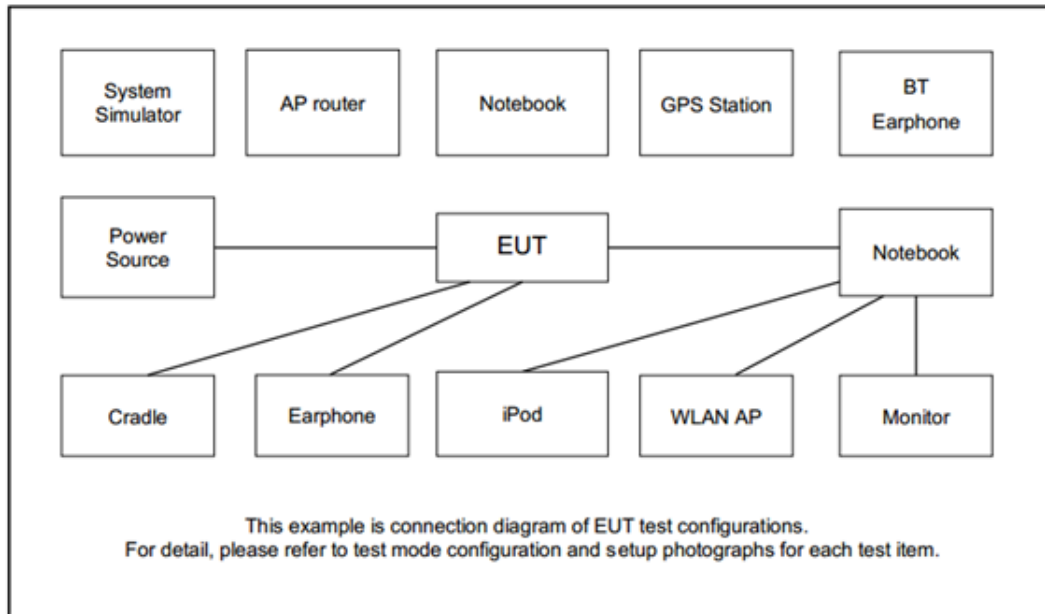 System
Simulator
AP router
Notebook
GPS Station
BT
Earphone
Power
Source
EUT
Notebook
Cradle
Earphone
iPod
WLAN AP
Monitor
This example is connection diagram of EUT test configurations.
For detail, please refer to test mode configuration and setup photographs for each test item.